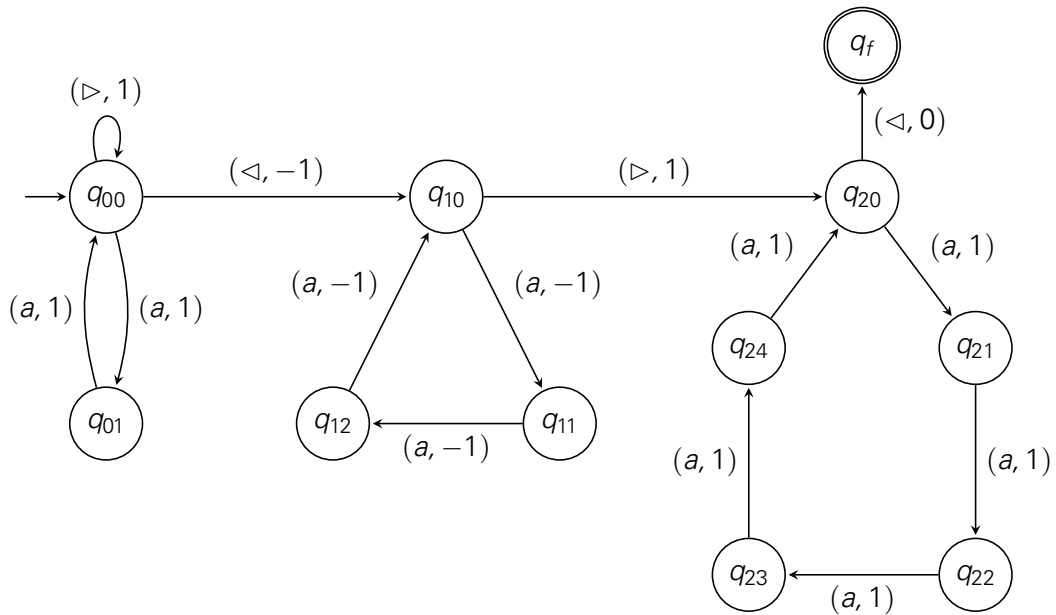 q_f
(⊳, 1)
(⊲, 0)
(⊲, −1)
(⊳, 1)
q_00
q_10
q_20
(a, 1)
(a, 1)
(a, −1)
(a, −1)
(a, 1)
(a, 1)
q_24
q_21
q_01
q_12
q_11
(a, −1)
(a, 1)
(a, 1)
q_23
q_22
(a, 1)